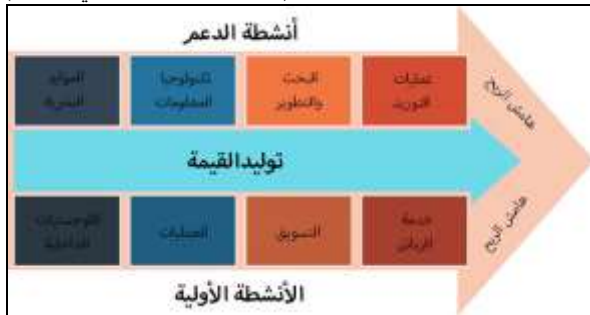 أنشطة الدعم
عمليات التوريد
البحث والتطوير
تكنولوجيا المعلومات
الموارد البشرية
هامش الربح
توليد القيمة
هامش الربح
خدمة الزبائن
التسويق
العمليات
اللوجستيات الداخلية
الأنشطة الأولية